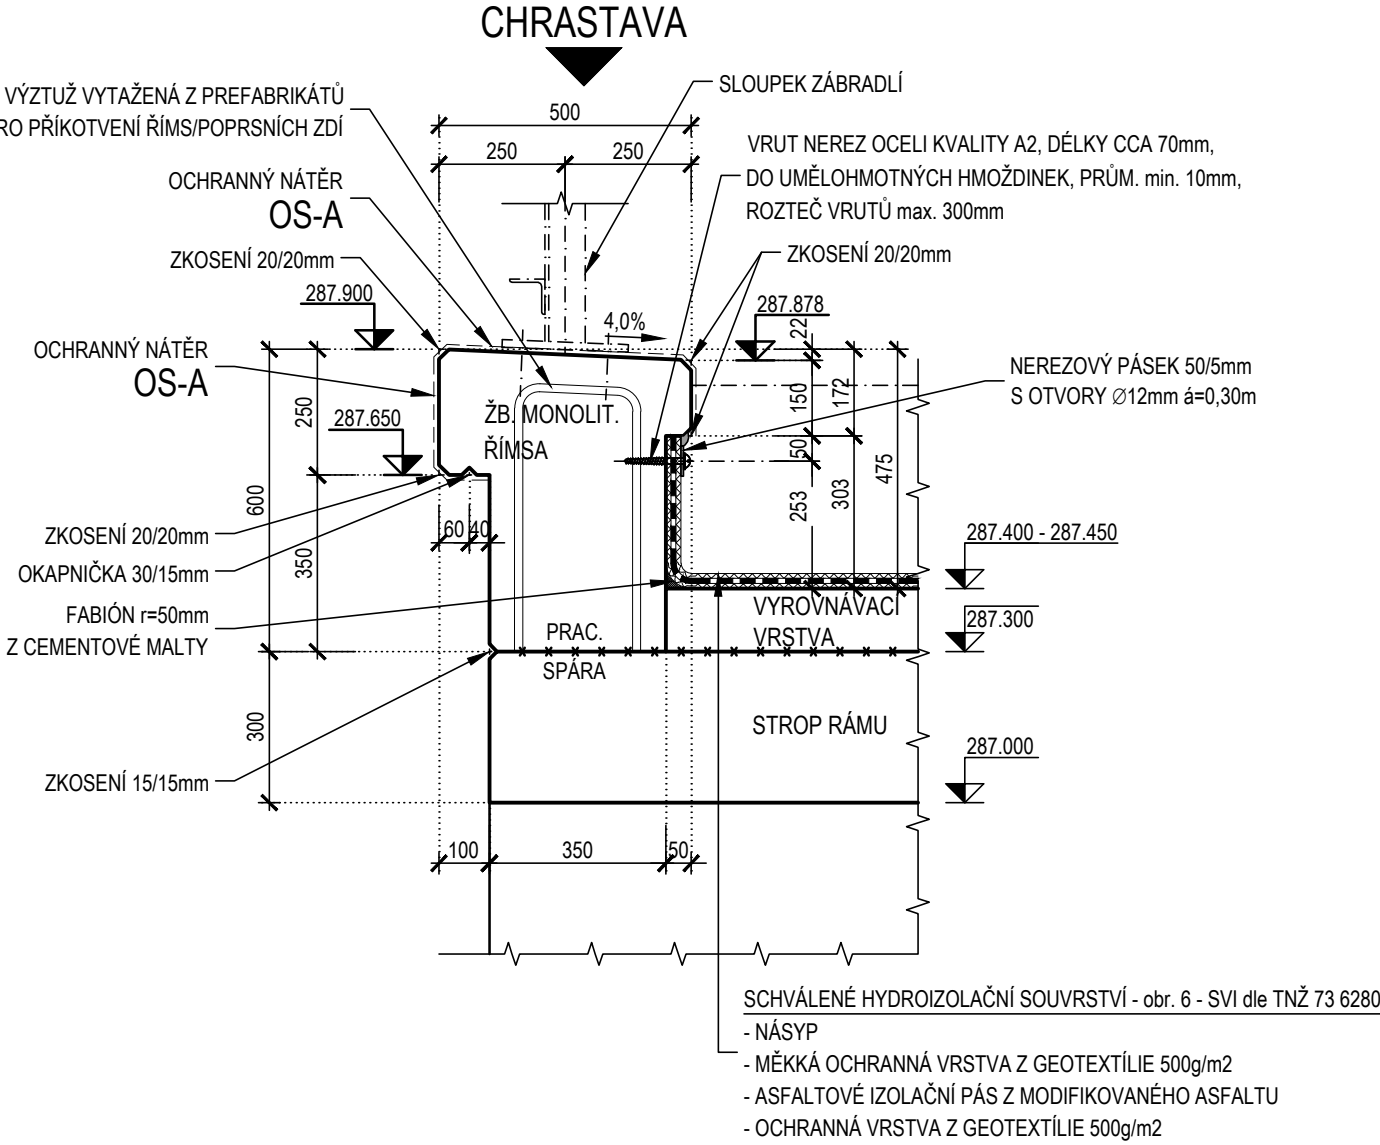 CHRASTAVA
VÝZTUŽ VYTAŽENÁ Z PREFABRIKÁTŮ
RO PŘÍKOTVENÍ ŘÍMS/POPRSNÍCH ZDÍ
SLOUPEK ZÁBRADLÍ
500
250
250
VRUT NEREZ OCELI KVALITY A2, DÉLKY CCA 70mm,
DO UMĚLOHMOTNÝCH HMOŽDINEK, PRŮM. min. 10mm,
ROZTEČ VRUTŮ max. 300mm
OCHRANNÝ NÁTĚR
OS-A
ZKOSENÍ 20/20mm
ZKOSENÍ 20/20mm
287.900
287.878
4,0%
22
OCHRANNÝ NÁTĚR
OS-A
NEREZOVÝ PÁSEK 50/5mm
S OTVORY ∅12mm á=0,30m
250
287.650
ŽB. MONOLIT.
ŘÍMSA
150
172
50
475
253
303
600
350
60
40
ZKOSENÍ 20/20mm
OKAPNIČKA 30/15mm
FABIÓN r=50mm
Z CEMENTOVÉ MALTY
287.400 - 287.450
VYROVNÁVACÍ
VRSTVA
287.300
PRAC.
SPÁRA
300
STROP RÁMU
287.000
ZKOSENÍ 15/15mm
100
350
50
SCHVÁLENÉ HYDROIZOLAČNÍ SOUVRSTVÍ - obr. 6 - SVI dle TNŽ 73 6280
- NÁSYP
- MĚKKÁ OCHRANNÁ VRSTVA Z GEOTEXTÍLIE 500g/m2
- ASFALTOVÉ IZOLAČNÍ PÁS Z MODIFIKOVANÉHO ASFALTU
- OCHRANNÁ VRSTVA Z GEOTEXTÍLIE 500g/m2